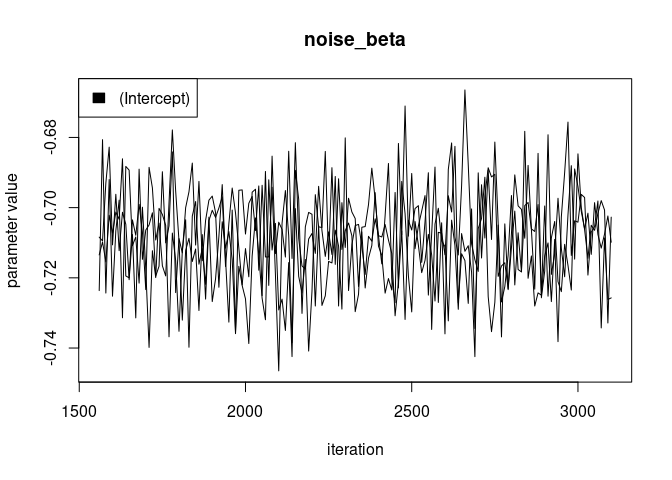 noise_beta
(Intercept)
parameter value
-0.68
-0.70
-0.72
-0.74
1500 2000 2500 3000
iteration